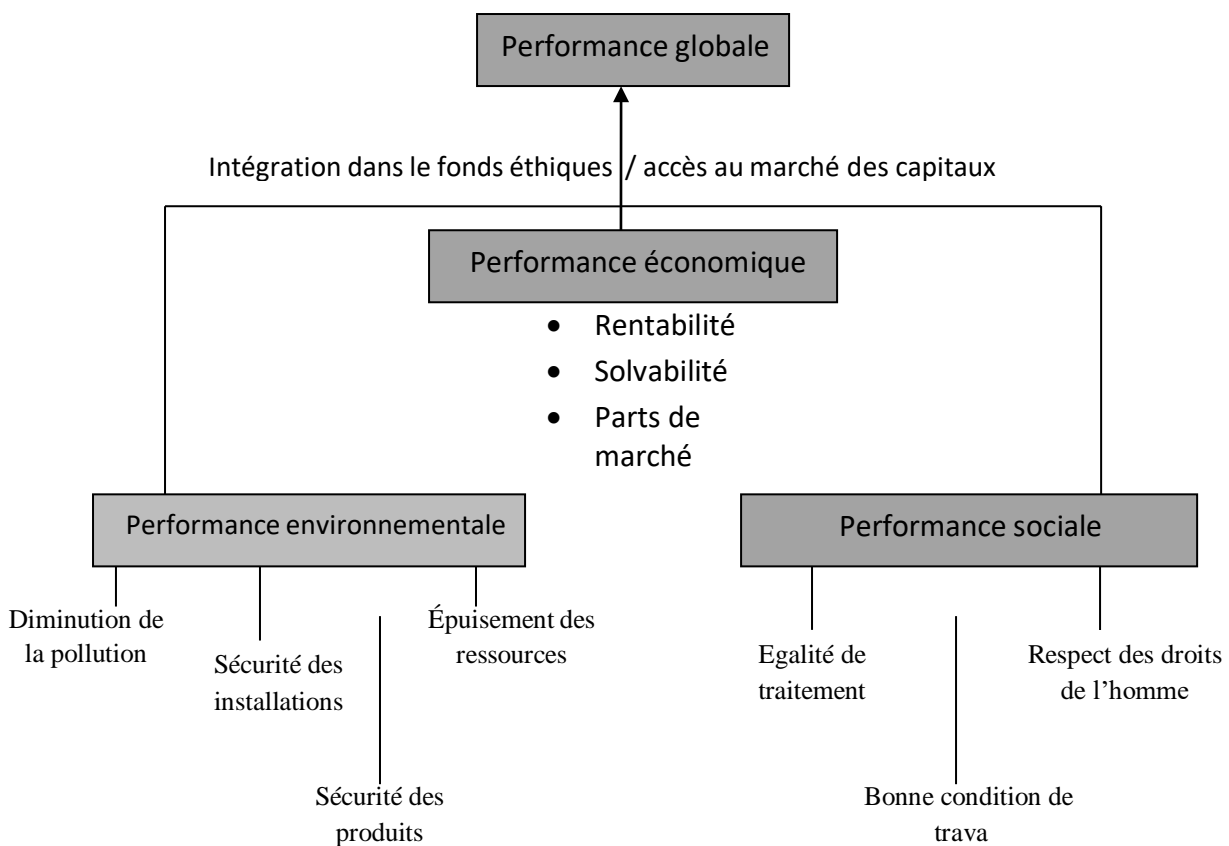 Performance globale
Intégration dans le fonds éthiques / accès au marché des capitaux
Performance économique
• Rentabilité
• Solvabilité
• Parts de
marché
Performance environnementale
Performance sociale
Diminution de
la pollution
Sécurité des
installations
Sécurité des
produits
Épuisement des
ressources
Egalité de
traitement
Bonne condition de
trava
Respect des droits
de l’homme